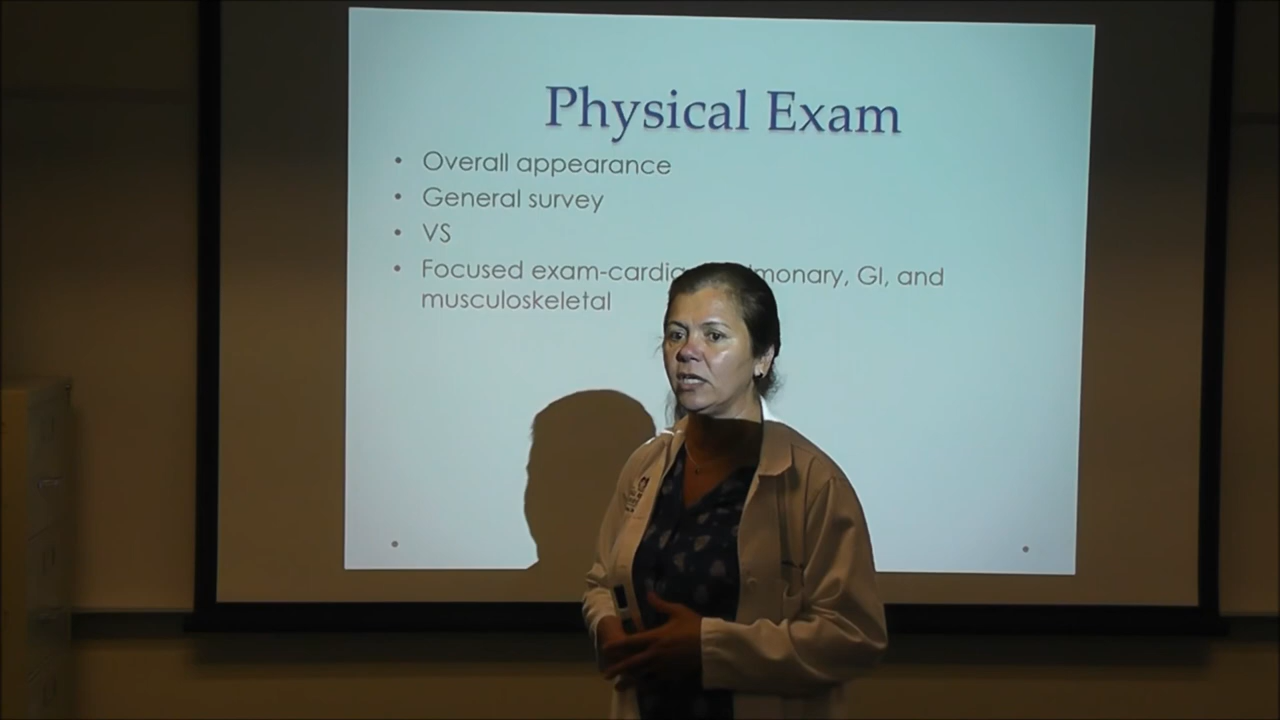 Physical Exam
• Overall appearance
• General survey
• VS
• Focused exam-cardia monary, GI, and
musculoskeletal